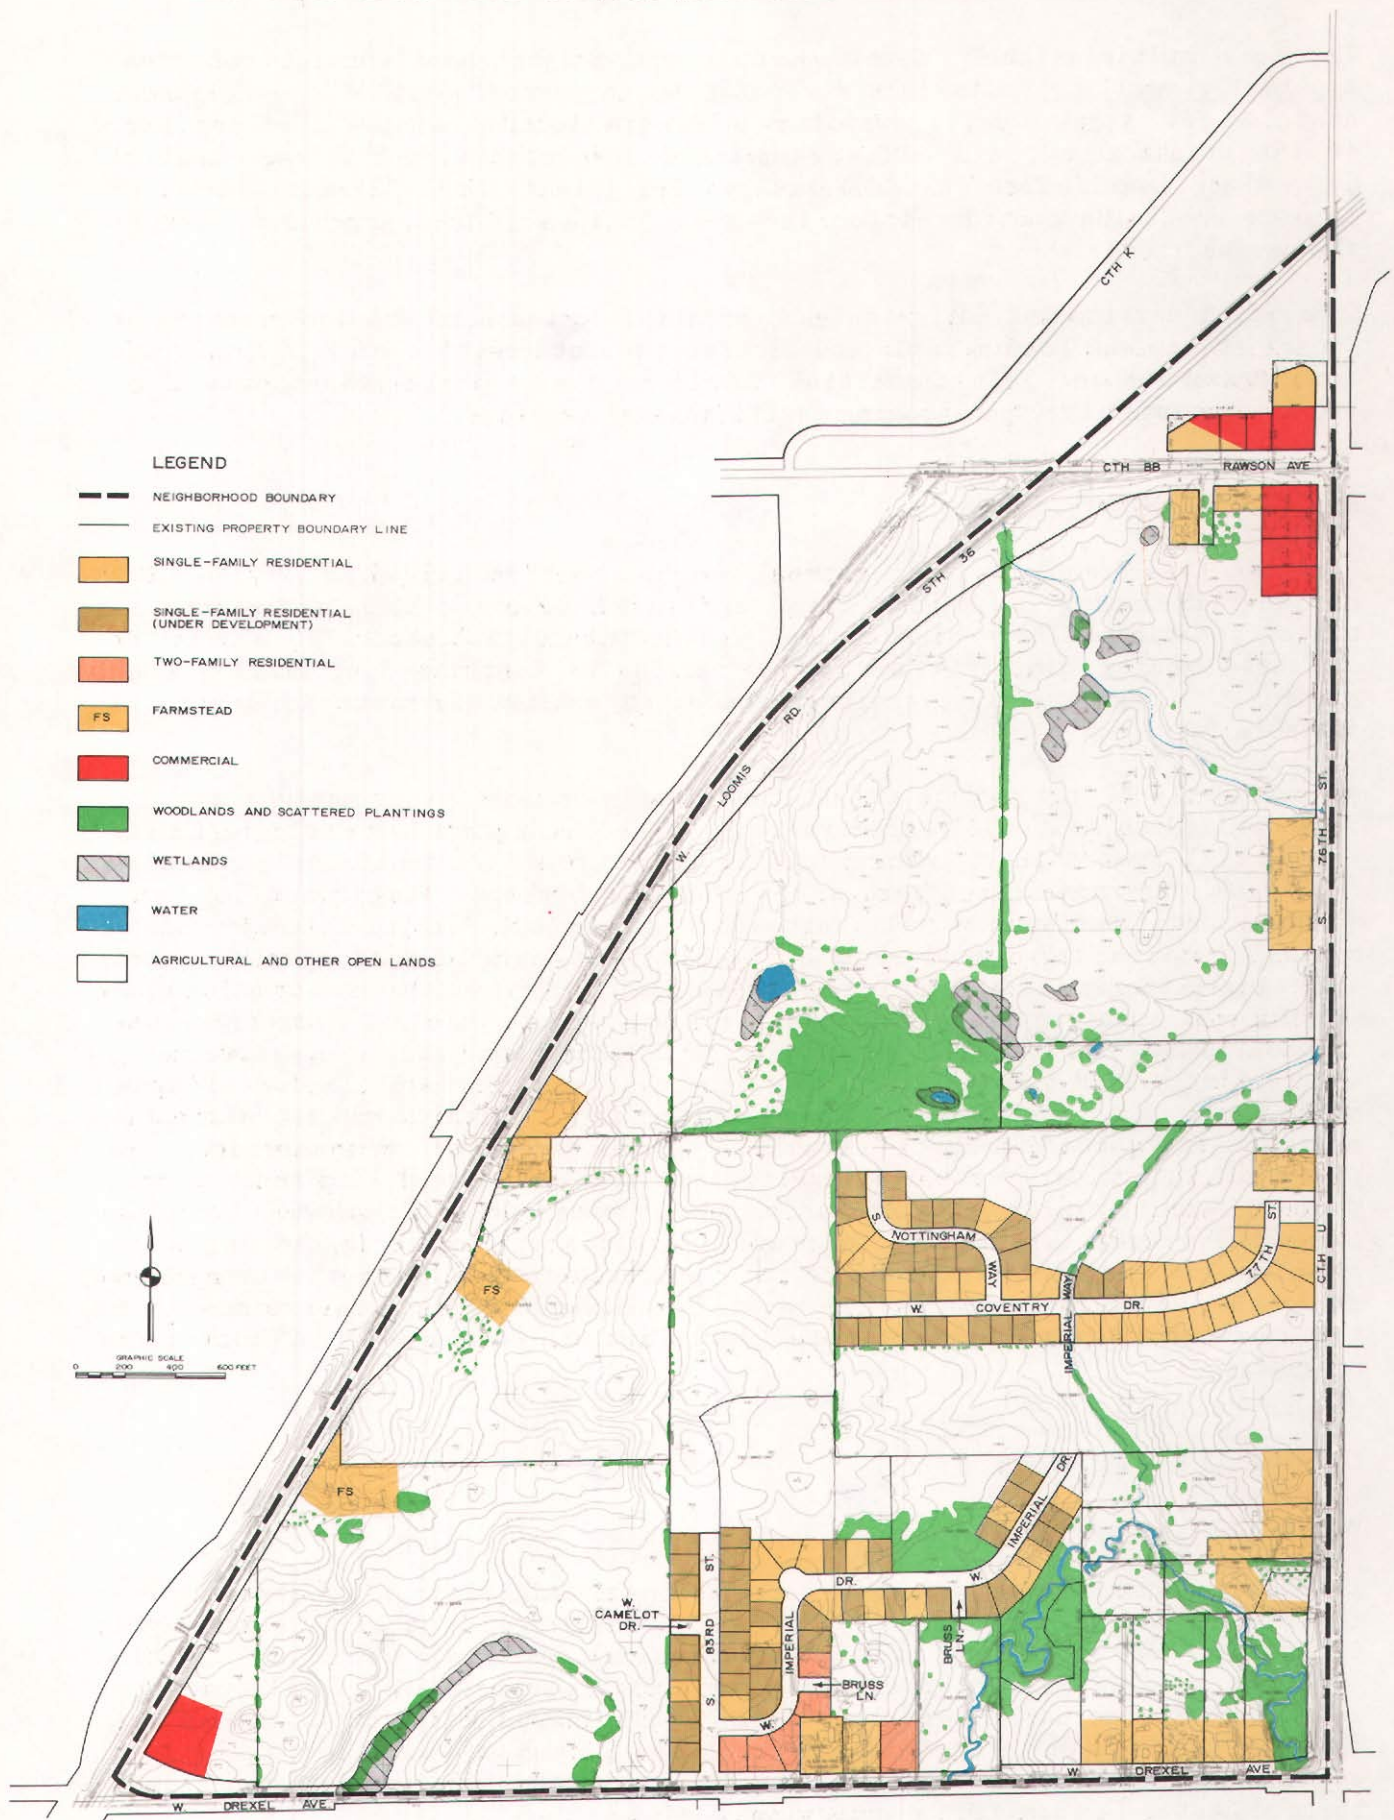 CTH K
LEGEND
NEIGHBORHOOD BOUNDARY
EXISTING PROPERTY BOUNDARY LINE
SINGLE-FAMILY RESIDENTIAL
SINGLE-FAMILY RESIDENTIAL
(UNDER DEVELOPMENT)
TWO-FAMILY RESIDENTIAL
FS
FARMSTEAD
COMMERCIAL
WOODLANDS AND SCATTERED PLANTINGS
WETLANDS
WATER
AGRICULTURAL AND OTHER OPEN LANDS
CTH BB
RAWSON AVE
STH 36
W. LOOMIS RD.
S. 76TH ST.
CTH U
GRAPHIC SCALE
0 200 400 600 FEET
S NOTTINGHAM WAY
77TH ST.
W. COVENTRY DR.
IMPERIAL WAY
FS
FS
IMPERIAL DR.
DR.
W.
W.
CAMELOT
DR.
S. 83RD ST.
W. IMPERIAL
BRUSS
LN.
BRUSS
LN.
W. DREXEL AVE.
W. DREXEL AVE.